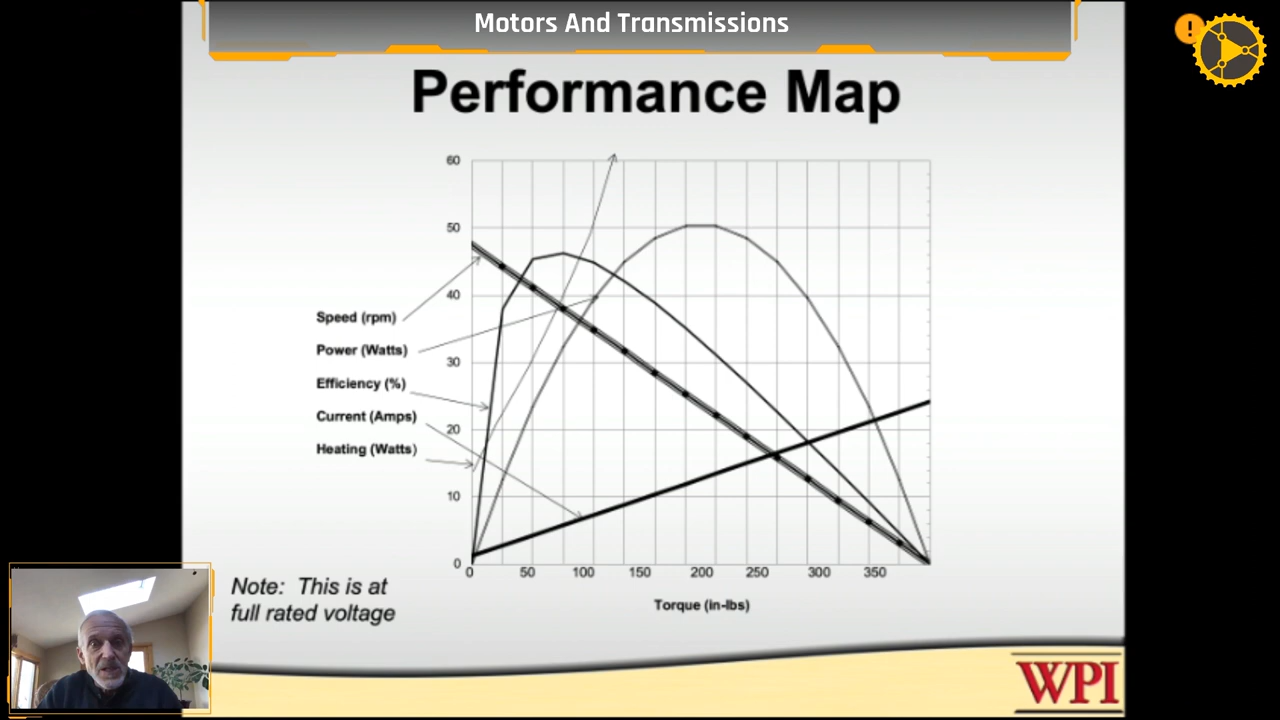 Motors And Transmissions
!
Performance Map
60
50
40
30
20
10
0
Speed (rpm)
Power (Watts)
Efficiency (%)
Current (Amps)
Heating (Watts)
0 50 100 150 200 250 300 350
Torque (in-lbs)
Note: This is at
full rated voltage
WPI